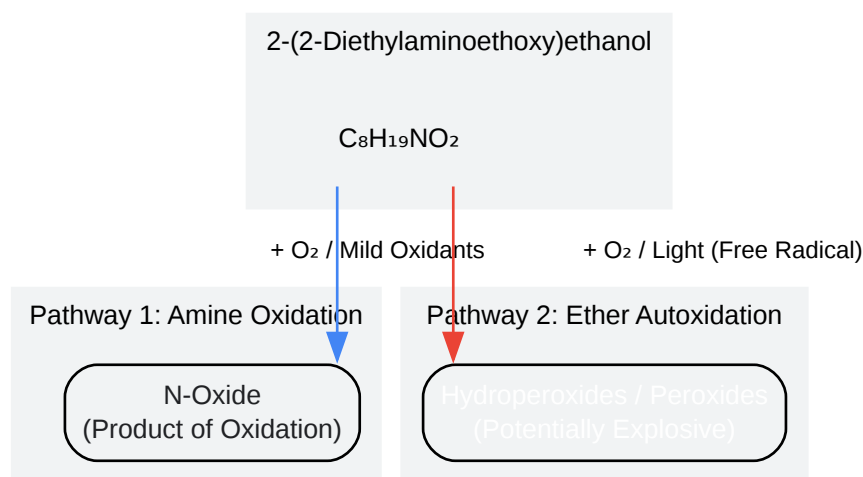 2-(2-Diethylaminoethoxy)ethanol
C₈H₁₉NO₂
+ O₂ / Mild Oxidants
+ O₂ / Light (Free Radical)
Pathway 1: Amine Oxidation
Pathway 2: Ether Autoxidation
N-Oxide
(Product of Oxidation)
Hydroperoxides / Peroxides
(Potentially Explosive)